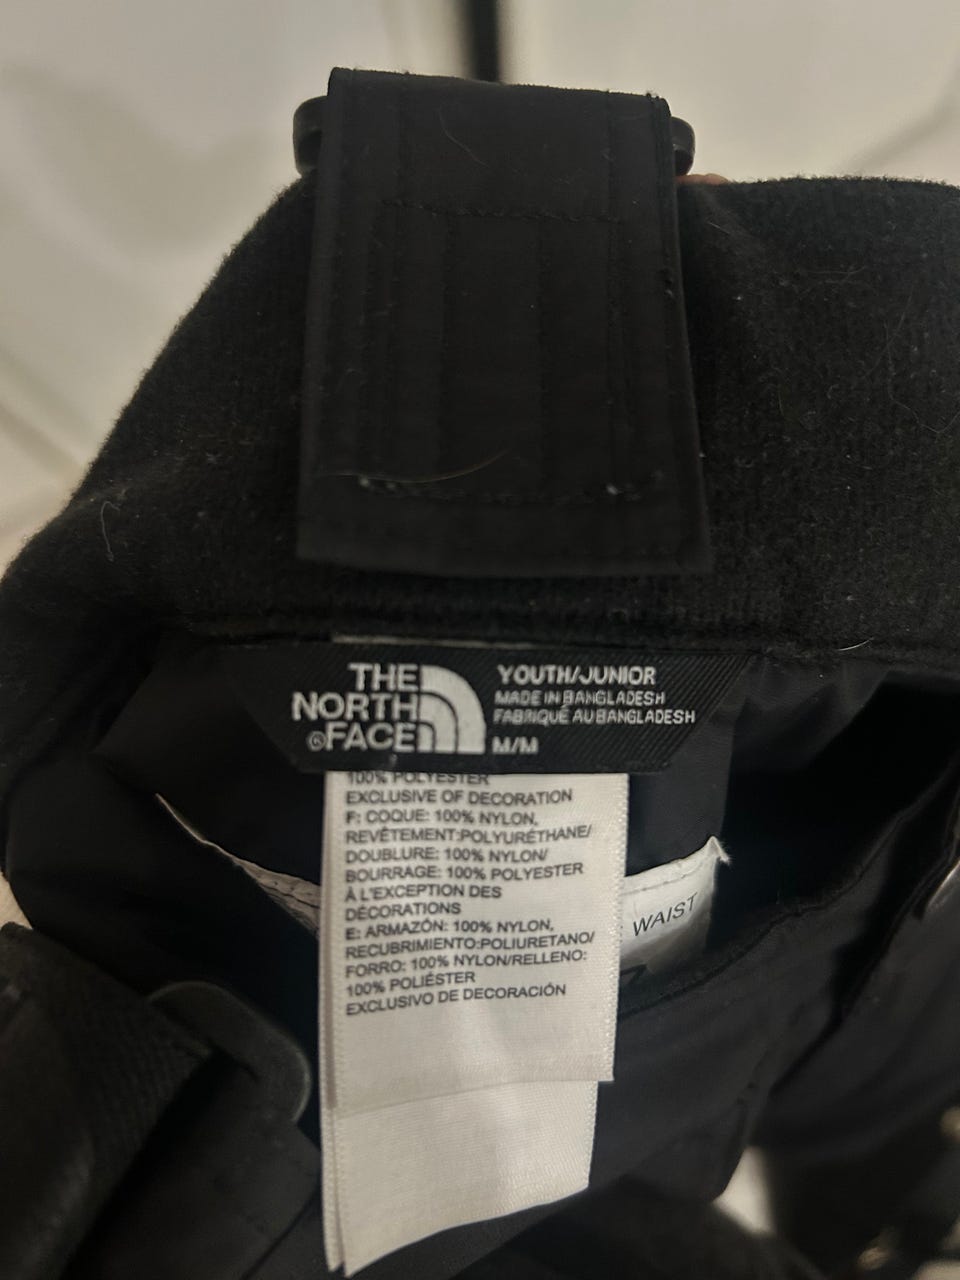 THE
NORTH
FACE
YOUTH/JUNIOR
MADE IN BANGLADESH
FABRIQUÉ AU BANGLADESH
M/M
100% POLYESTER
EXCLUSIVE OF DECORATION
F: COQUE: 100% NYLON,
REVÊTEMENT:POLYURÉTHANE/
DOUBLURE: 100% NYLON/
BOURRAGE: 100% POLYESTER
À L'EXCEPTION DES
DÉCORATIONS
E: ARMAZÓN: 100% NYLON,
RECUBRIMIENTO:POLIURETANO/
FORRO: 100% NYLON/RELLENO:
100% POLIÉSTER
EXCLUSIVO DE DECORACIÓN
WAIST